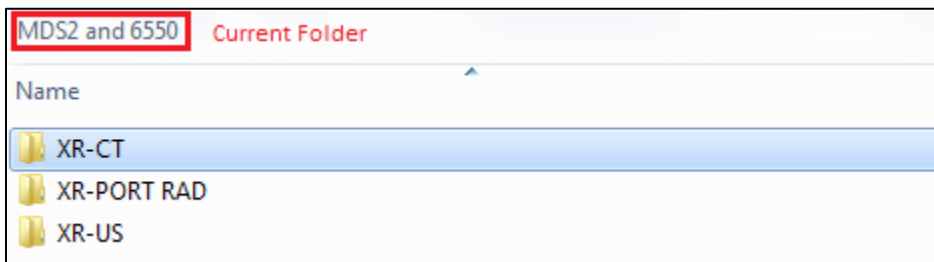 MDS2 and 6550 Current Folder
Name
XR-CT
XR-PORT RAD
XR-US